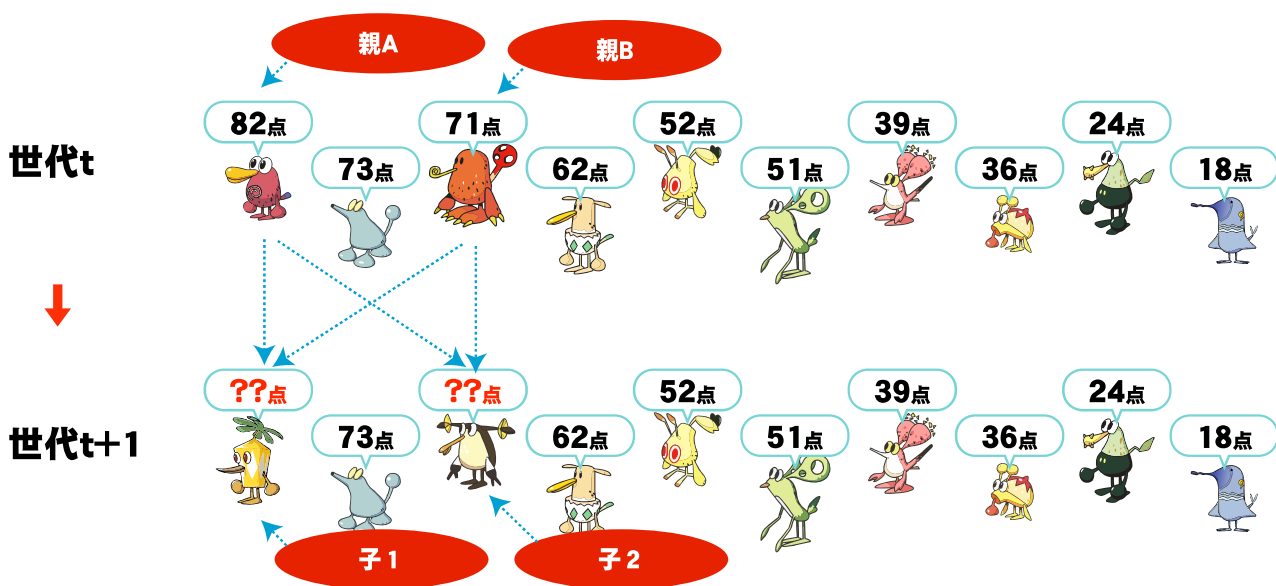 親A
親B
世代t
82点
73点
71点
62点
52点
51点
39点
36点
24点
18点
世代t+1
??点
73点
??点
62点
52点
51点
39点
36点
24点
18点
子1
子2